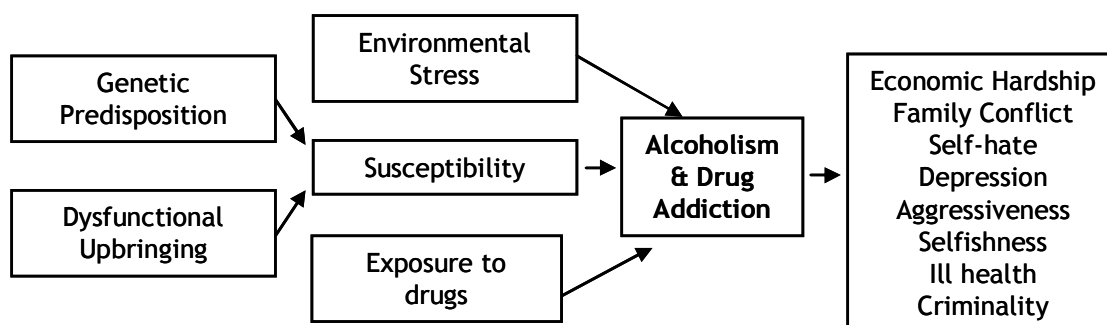 Genetic
Predisposition
Dysfunctional
Upbringing
Environmental
Stress
Susceptibility
Exposure to
drugs
Alcoholism
& Drug
Addiction
Economic Hardship
Family Conflict
Self-hate
Depression
Aggressiveness
Selfishness
Ill health
Criminality